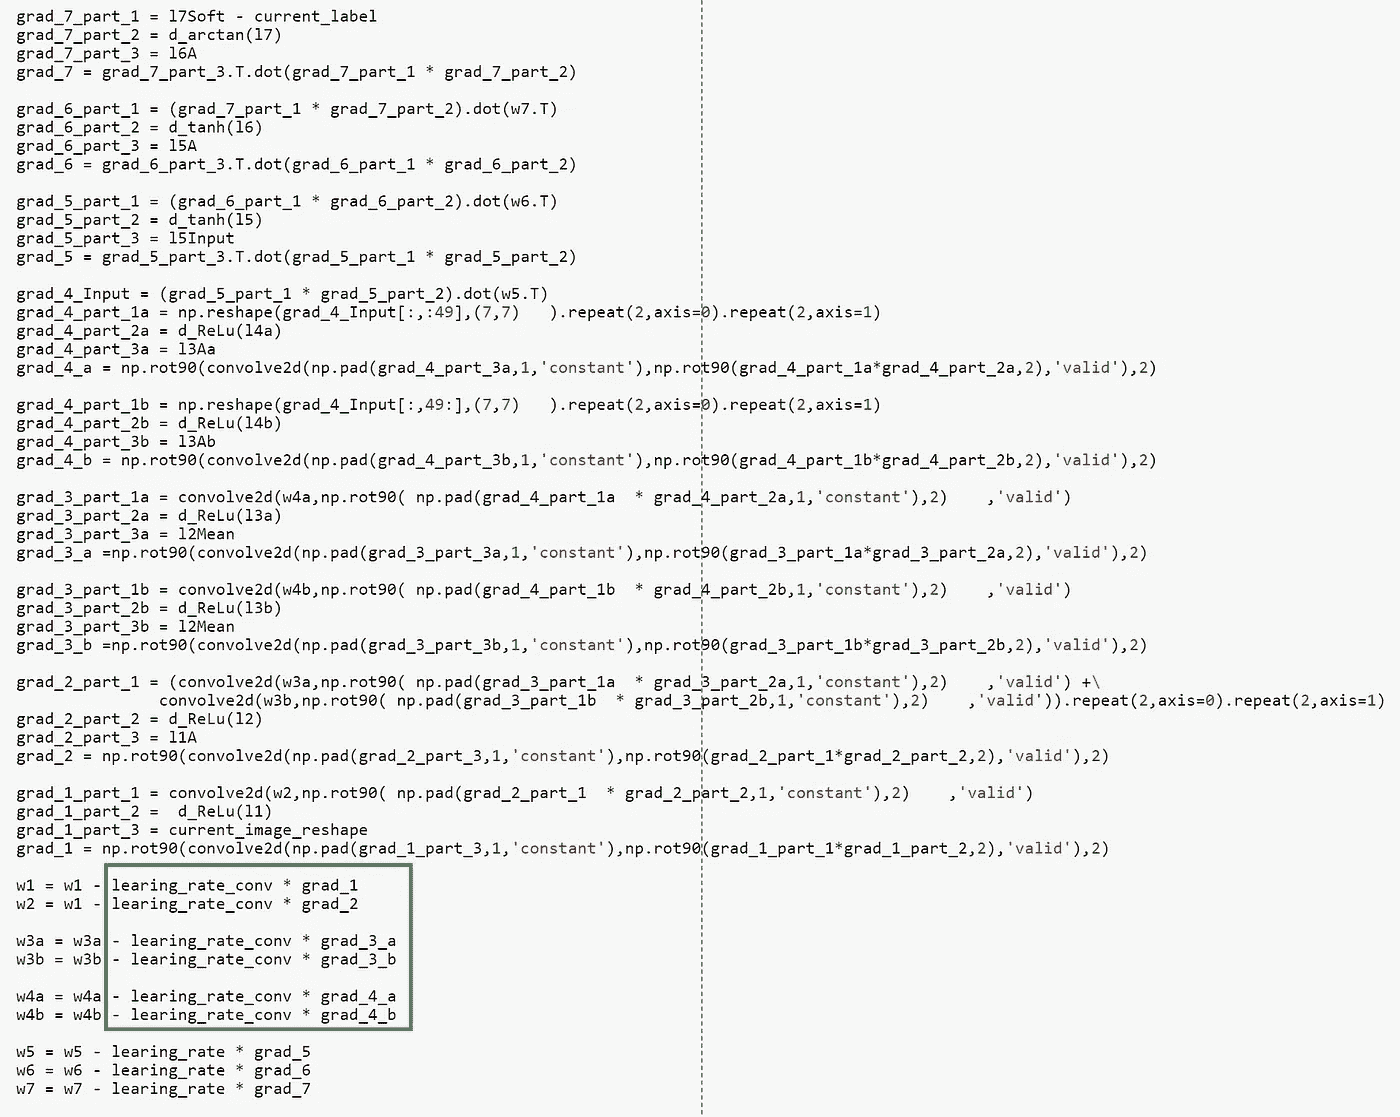 grad_7_part_1 = l7Soft - current_label
grad_7_part_2 = d_arctan(l7)
grad_7_part_3 = l6A
grad_7 = grad_7_part_3.T.dot(grad_7_part_1 * grad_7_part_2)
grad_6_part_1 = (grad_7_part_1 * grad_7_part_2).dot(w7.T)
grad_6_part_2 = d_tanh(l6)
grad_6_part_3 = l5A
grad_6 = grad_6_part_3.T.dot(grad_6_part_1 * grad_6_part_2)
grad_5_part_1 = (grad_6_part_1 * grad_6_part_2).dot(w6.T)
grad_5_part_2 = d_tanh(l5)
grad_5_part_3 = l5Input
grad_5 = grad_5_part_3.T.dot(grad_5_part_1 * grad_5_part_2)
grad_4_Input = (grad_5_part_1 * grad_5_part_2).dot(w5.T)
grad_4_part_1a = np.reshape(grad_4_Input[:,:49],(7,7)   ).repeat(2,axis=0).repeat(2,axis=1)
grad_4_part_2a = d_ReLu(l4a)
grad_4_part_3a = l3Aa
grad_4_a = np.rot90(convolve2d(np.pad(grad_4_part_3a,1,'constant'),np.rot90(grad_4_part_1a*grad_4_part_2a,2),'valid'),2)
grad_4_part_1b = np.reshape(grad_4_Input[:,49:],(7,7)   ).repeat(2,axis=0).repeat(2,axis=1)
grad_4_part_2b = d_ReLu(l4b)
grad_4_part_3b = l3Ab
grad_4_b = np.rot90(convolve2d(np.pad(grad_4_part_3b,1,'constant'),np.rot90(grad_4_part_1b*grad_4_part_2b,2),'valid'),2)
grad_3_part_1a = convolve2d(w4a,np.rot90( np.pad(grad_4_part_1a  * grad_4_part_2a,1,'constant'),2)    ,'valid')
grad_3_part_2a = d_ReLu(l3a)
grad_3_part_3a = l2Mean
grad_3_a =np.rot90(convolve2d(np.pad(grad_3_part_3a,1,'constant'),np.rot90(grad_3_part_1a*grad_3_part_2a,2),'valid'),2)
grad_3_part_1b = convolve2d(w4b,np.rot90( np.pad(grad_4_part_1b  * grad_4_part_2b,1,'constant'),2)    ,'valid')
grad_3_part_2b = d_ReLu(l3b)
grad_3_part_3b = l2Mean
grad_3_b =np.rot90(convolve2d(np.pad(grad_3_part_3b,1,'constant'),np.rot90(grad_3_part_1b*grad_3_part_2b,2),'valid'),2)
grad_2_part_1 = (convolve2d(w3a,np.rot90( np.pad(grad_3_part_1a  * grad_3_part_2a,1,'constant'),2)    ,'valid') +\
convolve2d(w3b,np.rot90( np.pad(grad_3_part_1b  * grad_3_part_2b,1,'constant'),2)    ,'valid')).repeat(2,axis=0).repeat(2,axis=1)
grad_2_part_2 = d_ReLu(l2)
grad_2_part_3 = l1A
grad_2 = np.rot90(convolve2d(np.pad(grad_2_part_3,1,'constant'),np.rot90(grad_2_part_1*grad_2_part_2,2),'valid'),2)
grad_1_part_1 = convolve2d(w2,np.rot90( np.pad(grad_2_part_1  * grad_2_part_2,1,'constant'),2)    ,'valid')
grad_1_part_2 =  d_ReLu(l1)
grad_1_part_3 = current_image_reshape
grad_1 = np.rot90(convolve2d(np.pad(grad_1_part_3,1,'constant'),np.rot90(grad_1_part_1*grad_1_part_2,2),'valid'),2)
w1 = w1 - learing_rate_conv * grad_1
w2 = w1 - learing_rate_conv * grad_2
w3a = w3a - learing_rate_conv * grad_3_a
w3b = w3b - learing_rate_conv * grad_3_b
w4a = w4a - learing_rate_conv * grad_4_a
w4b = w4b - learing_rate_conv * grad_4_b
w5 = w5 - learing_rate * grad_5
w6 = w6 - learing_rate * grad_6
w7 = w7 - learing_rate * grad_7